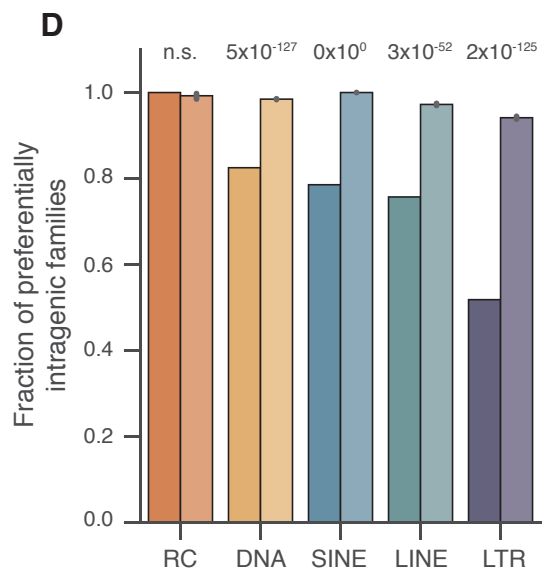 D
n.s. 5x10⁻¹²⁷ 0x10⁰ 3x10⁻⁵² 2x10⁻¹²⁵
Fraction of preferentially
intragenic families
1.0
0.8
0.6
0.4
0.2
0.0
RC DNA SINE LINE LTR